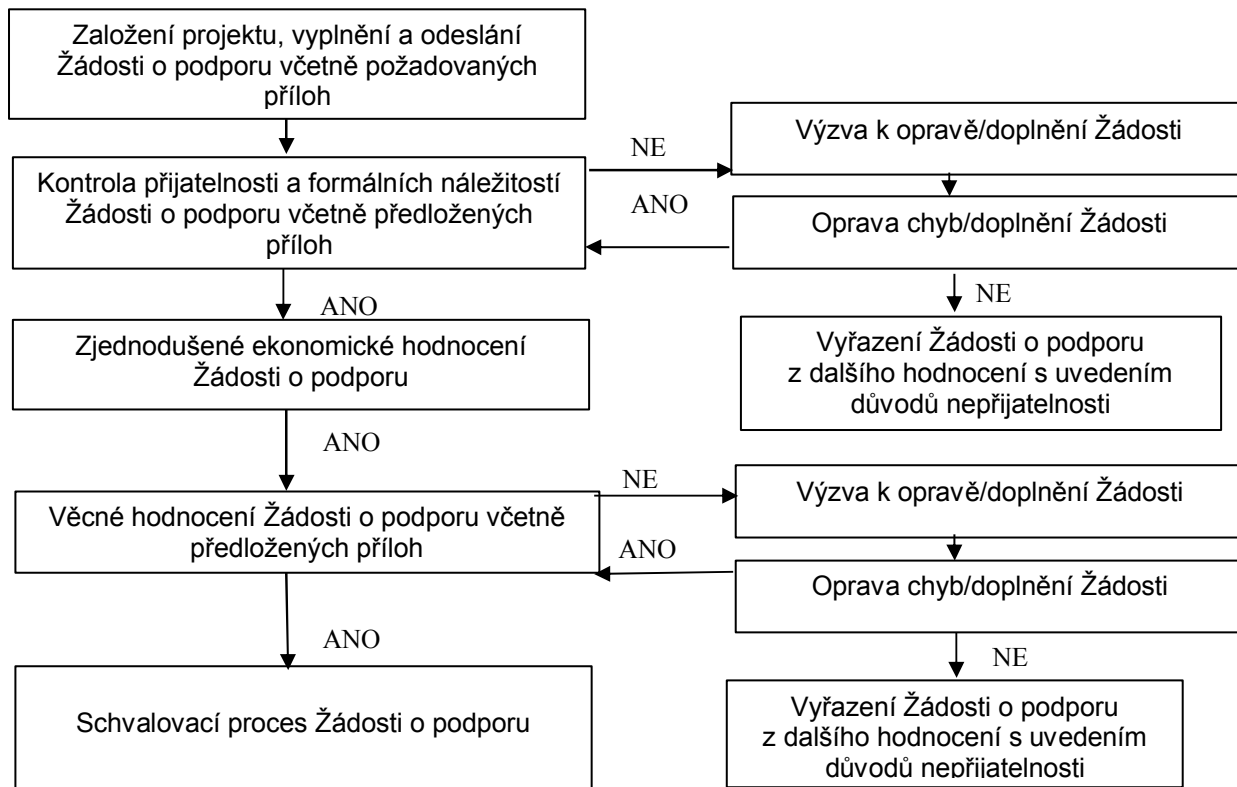 Založení projektu, vyplnění a odeslání
Žádosti o podporu včetně požadovaných
příloh
NE
Výzva k opravě/doplnění Žádosti
Kontrola přijatelnosti a formálních náležitostí
Žádosti o podporu včetně předložených
příloh
ANO
Oprava chyb/doplnění Žádosti
ANO
NE
Zjednodušené ekonomické hodnocení
Žádosti o podporu
Vyřazení Žádosti o podporu
z dalšího hodnocení s uvedením
důvodů nepřijatelnosti
ANO
NE
Výzva k opravě/doplnění Žádosti
Věcné hodnocení Žádosti o podporu včetně
předložených příloh
ANO
Oprava chyb/doplnění Žádosti
ANO
NE
Schvalovací proces Žádosti o podporu
Vyřazení Žádosti o podporu
z dalšího hodnocení s uvedením
důvodů nepřijatelnosti